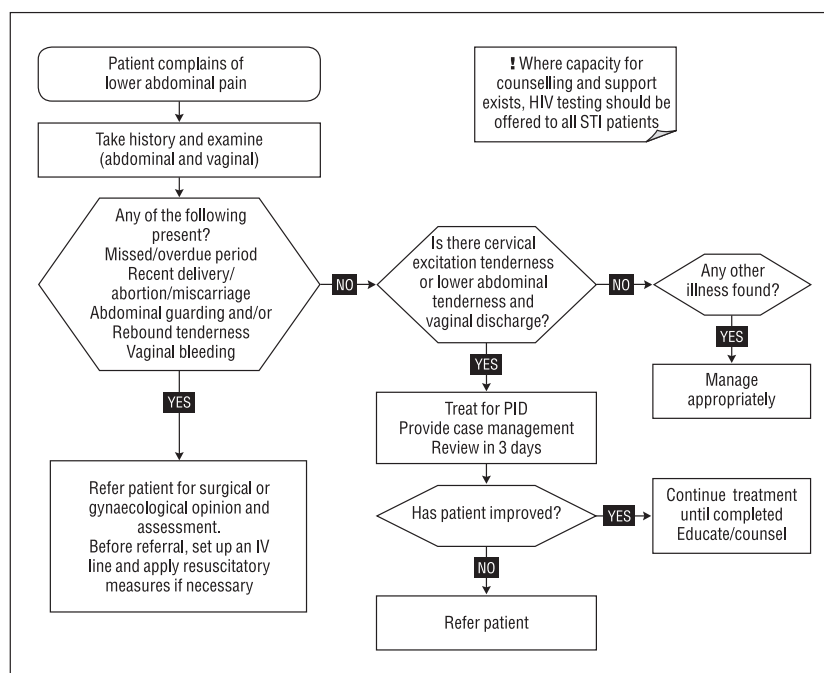 Patient complains of
lower abdominal pain
! Where capacity for
counselling and support
exists, HIV testing should be
offered to all STI patients
Take history and examine
(abdominal and vaginal)
Any of the following
present?
Missed/overdue period
Recent delivery/
abortion/miscarriage
Abdominal guarding and/or
Rebound tenderness
Vaginal bleeding
NO
Is there cervical
excitation tenderness
or lower abdominal
tenderness and
vaginal discharge?
NO
Any other
illness found?
YES
Manage
appropriately
YES
Treat for PID
Provide case management
Review in 3 days
YES
Refer patient for surgical or
gynaecological opinion and
assessment.
Before referral, set up an IV
line and apply resuscitatory
measures if necessary
Has patient improved?
YES
Continue treatment
until completed
Educate/counsel
NO
Refer patient